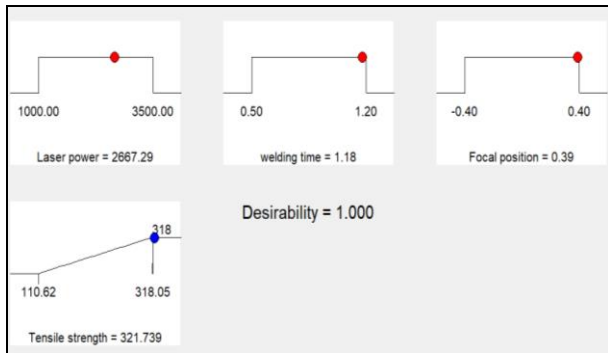 1000.00 3500.00
Laser power = 2667.29
0.50 1.20
welding time = 1.18
-0.40 0.40
Focal position = 0.39
318
110.62 318.05
Tensile strength = 321.739
Desirability = 1.000